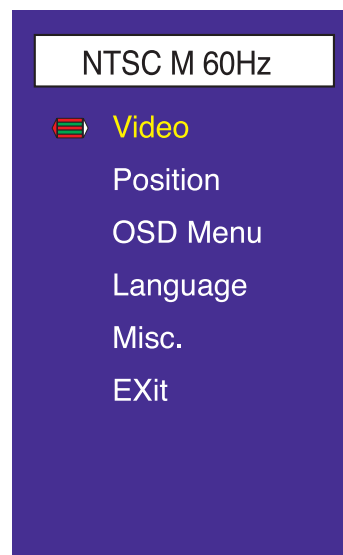 NTSC M 60Hz
Video
Position
OSD Menu
Language
Misc.
EXit